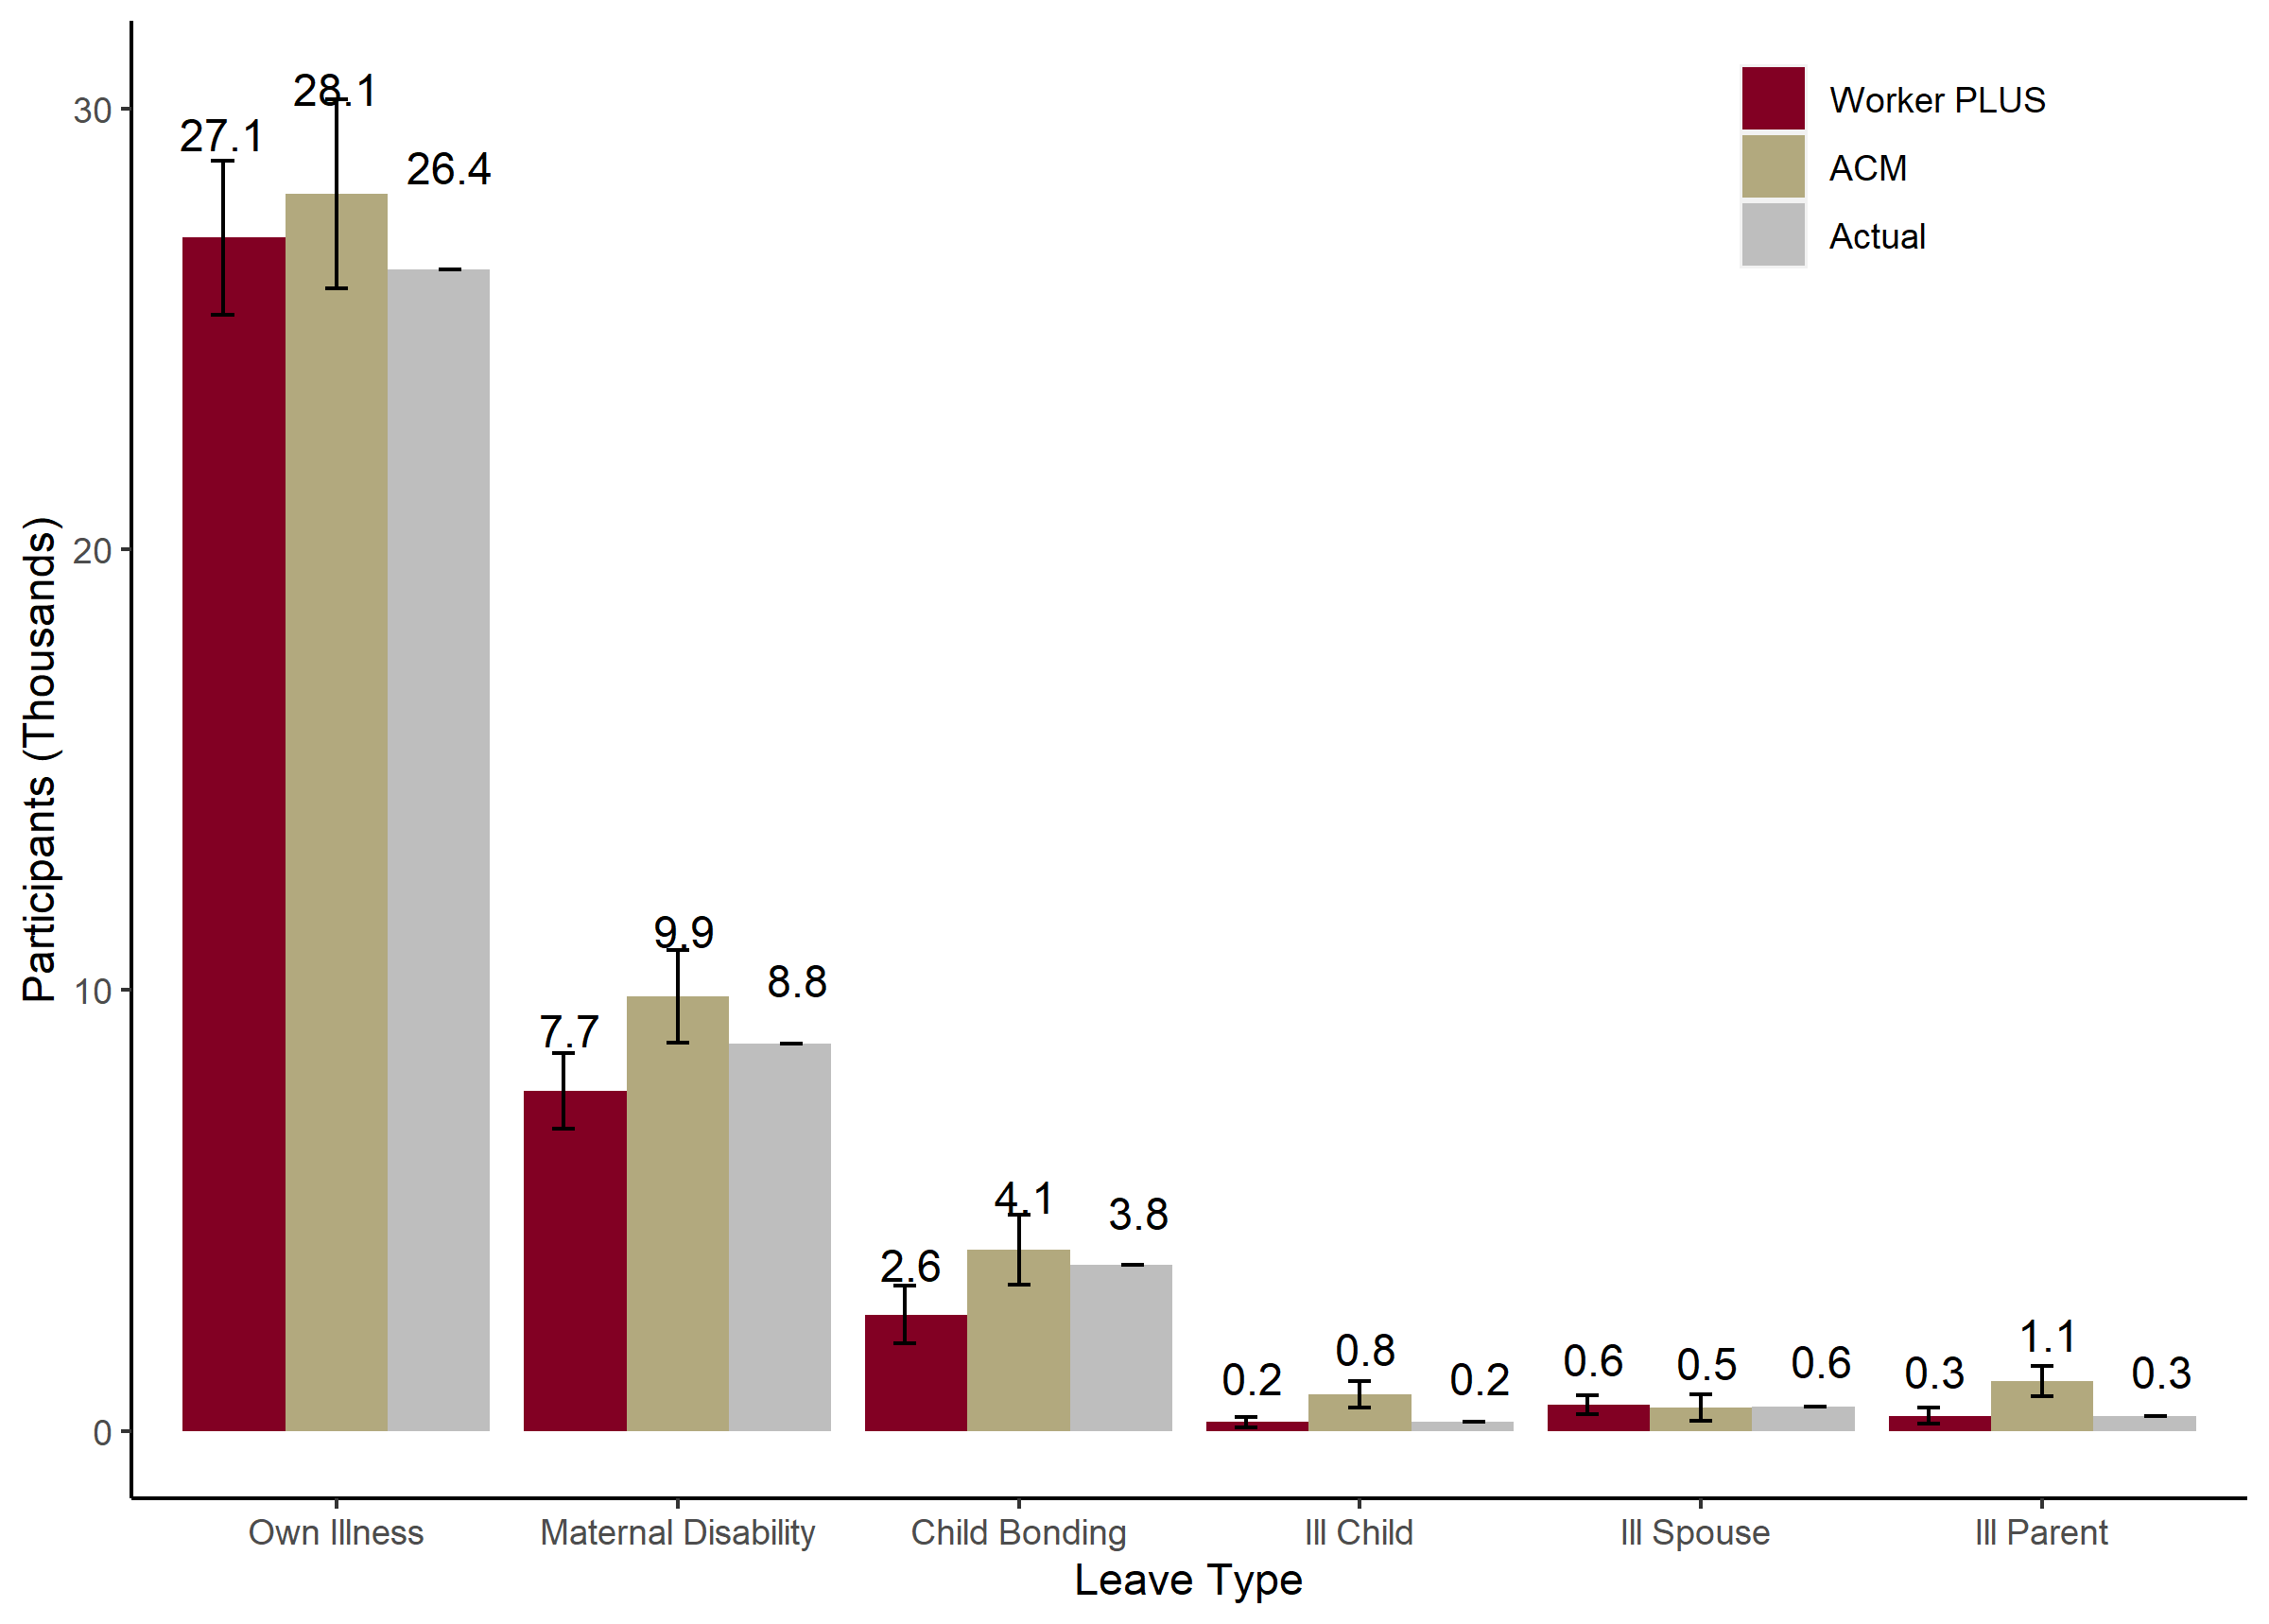 Participants (Thousands)
30
20
10
0
27.1
28.1
26.4
7.7
9.9
8.8
2.6
4.1
3.8
0.2
0.8
0.2
0.6
0.5
0.6
0.3
1.1
0.3
Worker PLUS
ACM
Actual
Own Illness
Maternal Disability
Child Bonding
Ill Child
Ill Spouse
Ill Parent
Leave Type